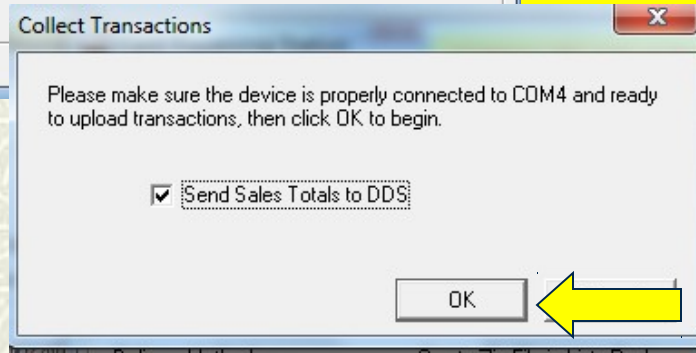 Collect Transactions
Please make sure the device is properly connected to COM4 and ready
to upload transactions, then click OK to begin.
Send Sales Totals to DDS
OK